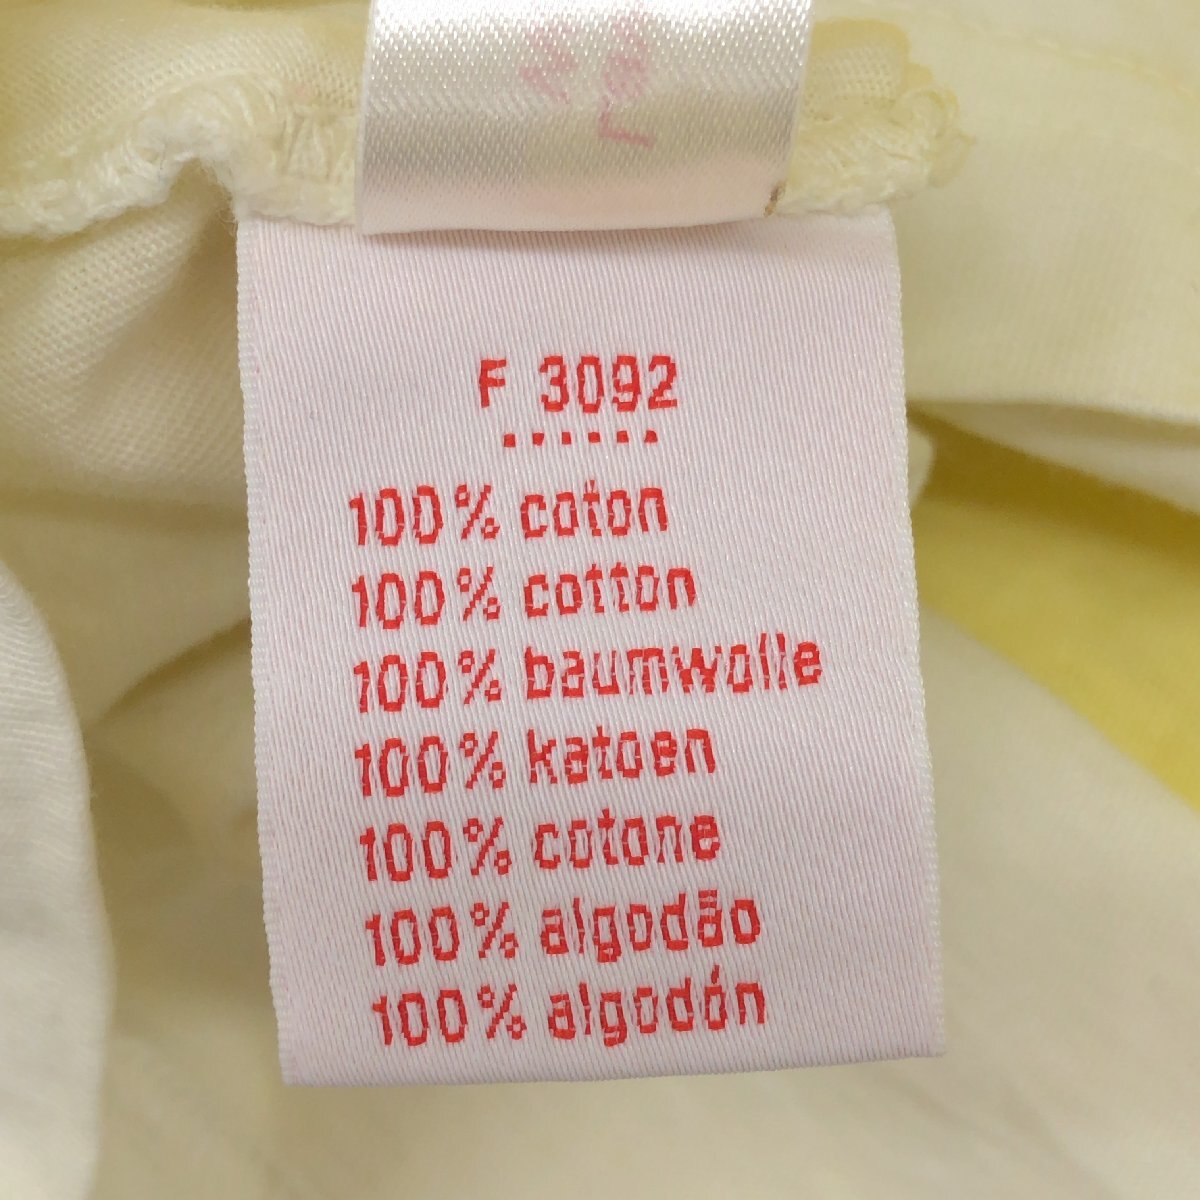 F 3092
100% coton
100% cotton
100% baumwolle
100% katoen
100% cotone
100% algodão
100% algodón